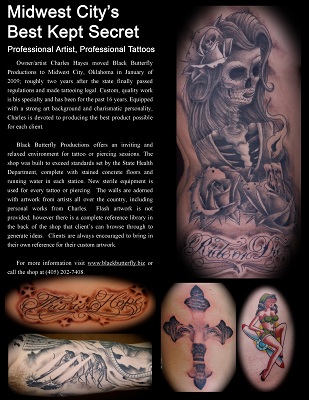 Midwest City's
Best Kept Secret
Professional Artist, Professional Tattoos
Owner/artist Charles Hayes moved Black Butterfly
Productions to Midwest City, Oklahoma in January of
2009; roughly two years after the state finally passed
regulations and made tattooing legal. Custom, quality work
is his specialty and has been for the past 16 years. Equipped
with a strong art background and charismatic personality,
Charles is devoted to producing the best product possible
for each client.
Black Butterfly Productions offers an inviting and
relaxed environment for tattoo or piercing sessions. The
shop was built to exceed standards set by the State Health
Department, complete with stained concrete floors and
running water in each station. New sterile equipment is
used for every tattoo or piercing. The walls are adorned
with artwork from artists all over the country, including
personal works from Charles. Flash artwork is not
provided; however there is a complete reference library in
the back of the shop that client's can browse through to
generate ideas. Clients are always encouraged to bring in
their own reference for their custom artwork.
For more information visit www.blackbutterfly.biz or
call the shop at (405) 202-7408.